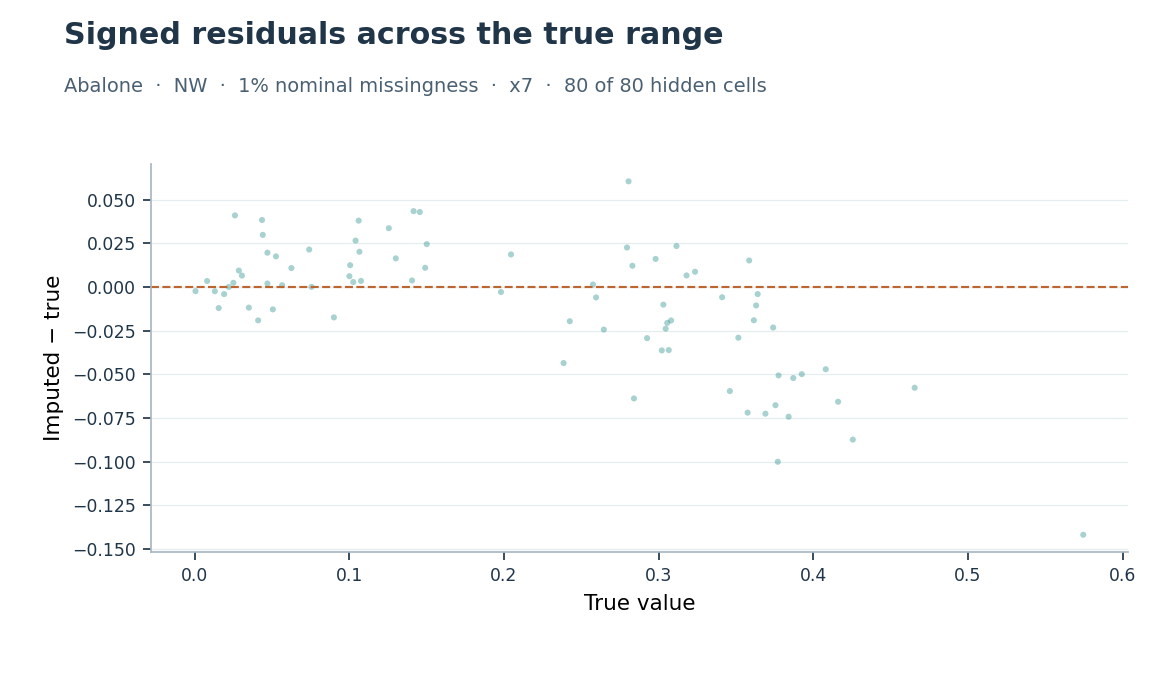 Signed residuals across the true range
Abalone · NW · 1% nominal missingness · x7 · 80 of 80 hidden cells
Imputed − true
0.050
0.025
0.000
−0.025
−0.050
−0.075
−0.100
−0.125
−0.150
0.0 0.1 0.2 0.3 0.4 0.5 0.6
True value